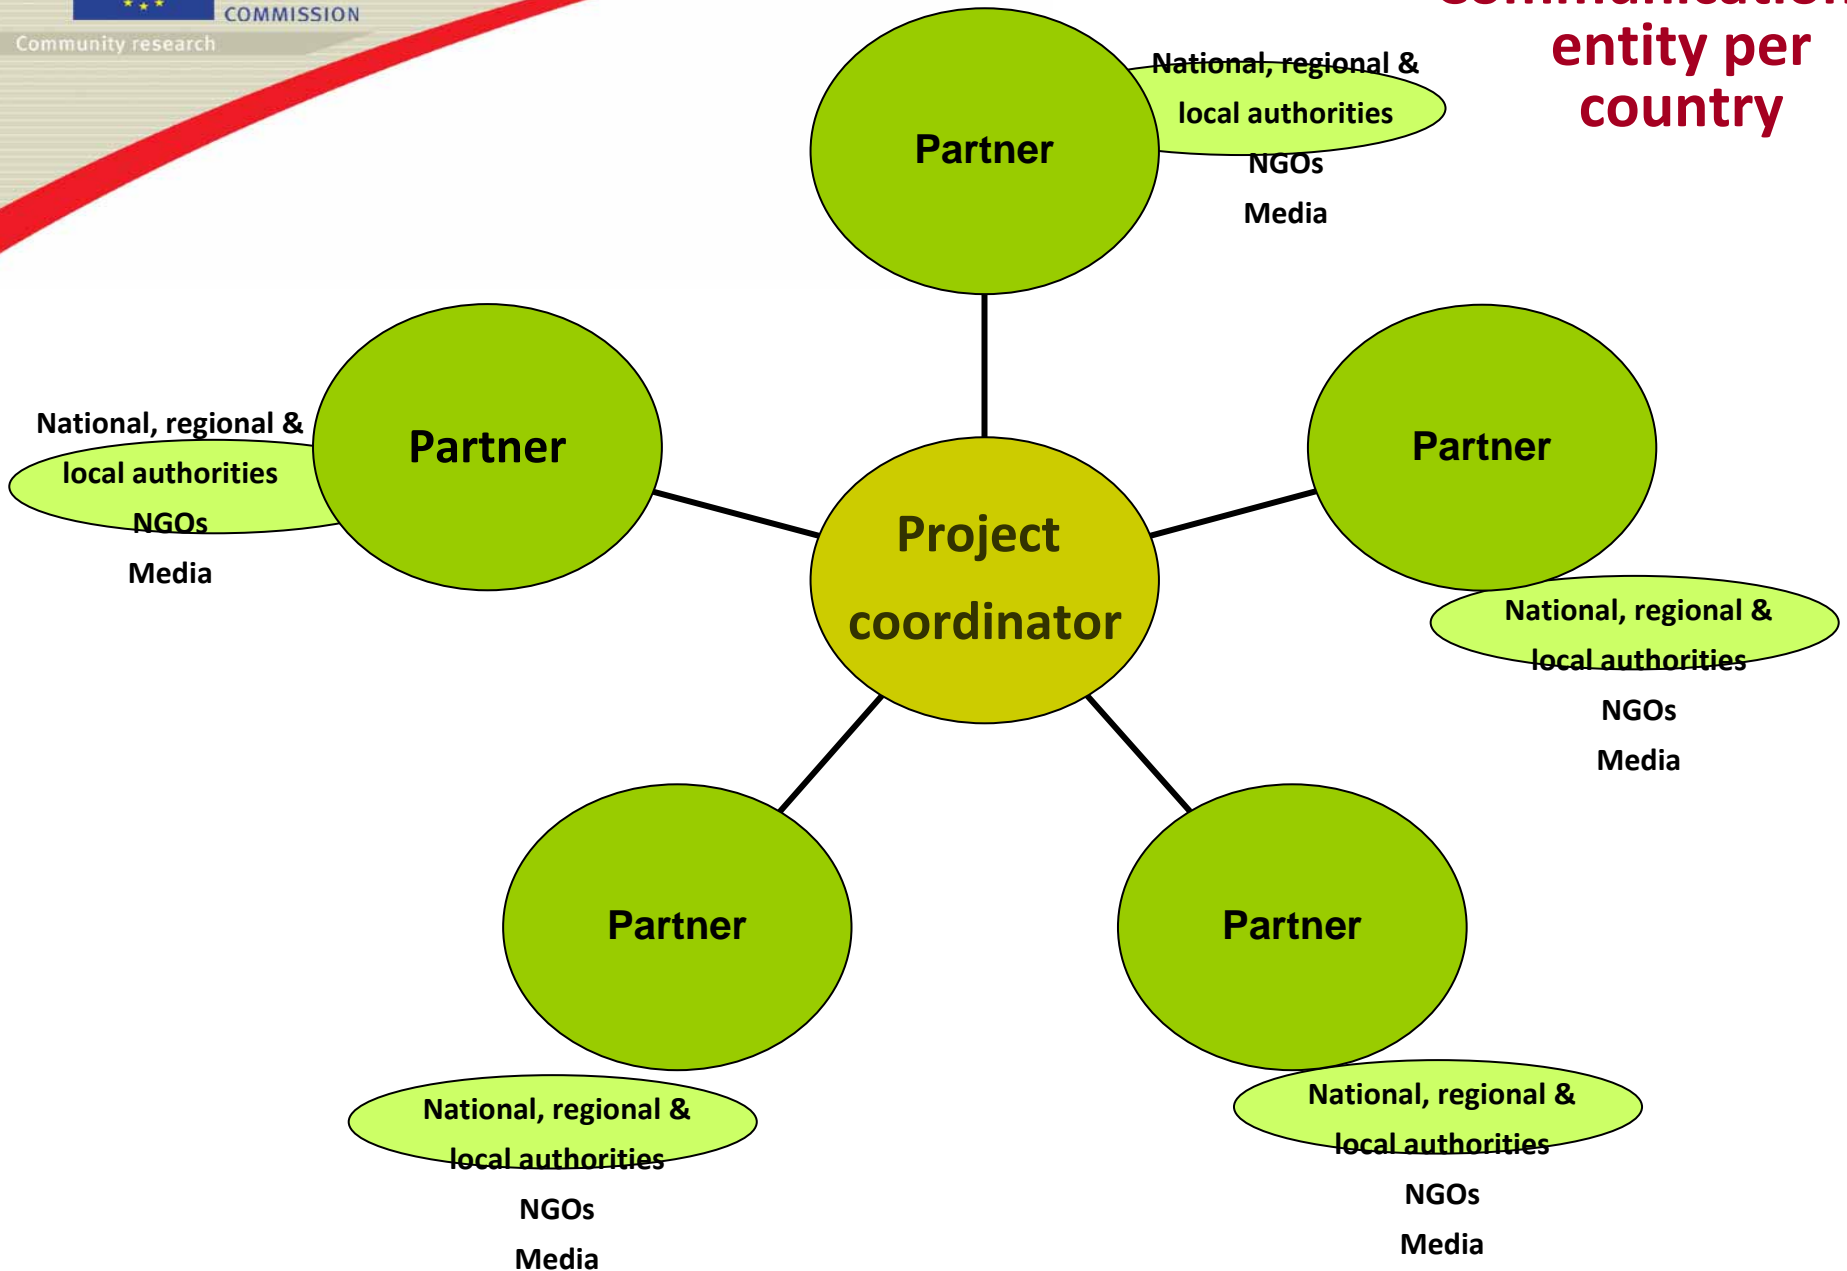 COMMISSION
Community research
entity per
country
Partner
National, regional &
local authorities
NGOs
Media
Partner
National, regional &
local authorities
NGOs
Media
Partner
National, regional &
local authorities
NGOs
Media
Project
coordinator
Partner
National, regional &
local authorities
NGOs
Media
Partner
National, regional &
local authorities
NGOs
Media